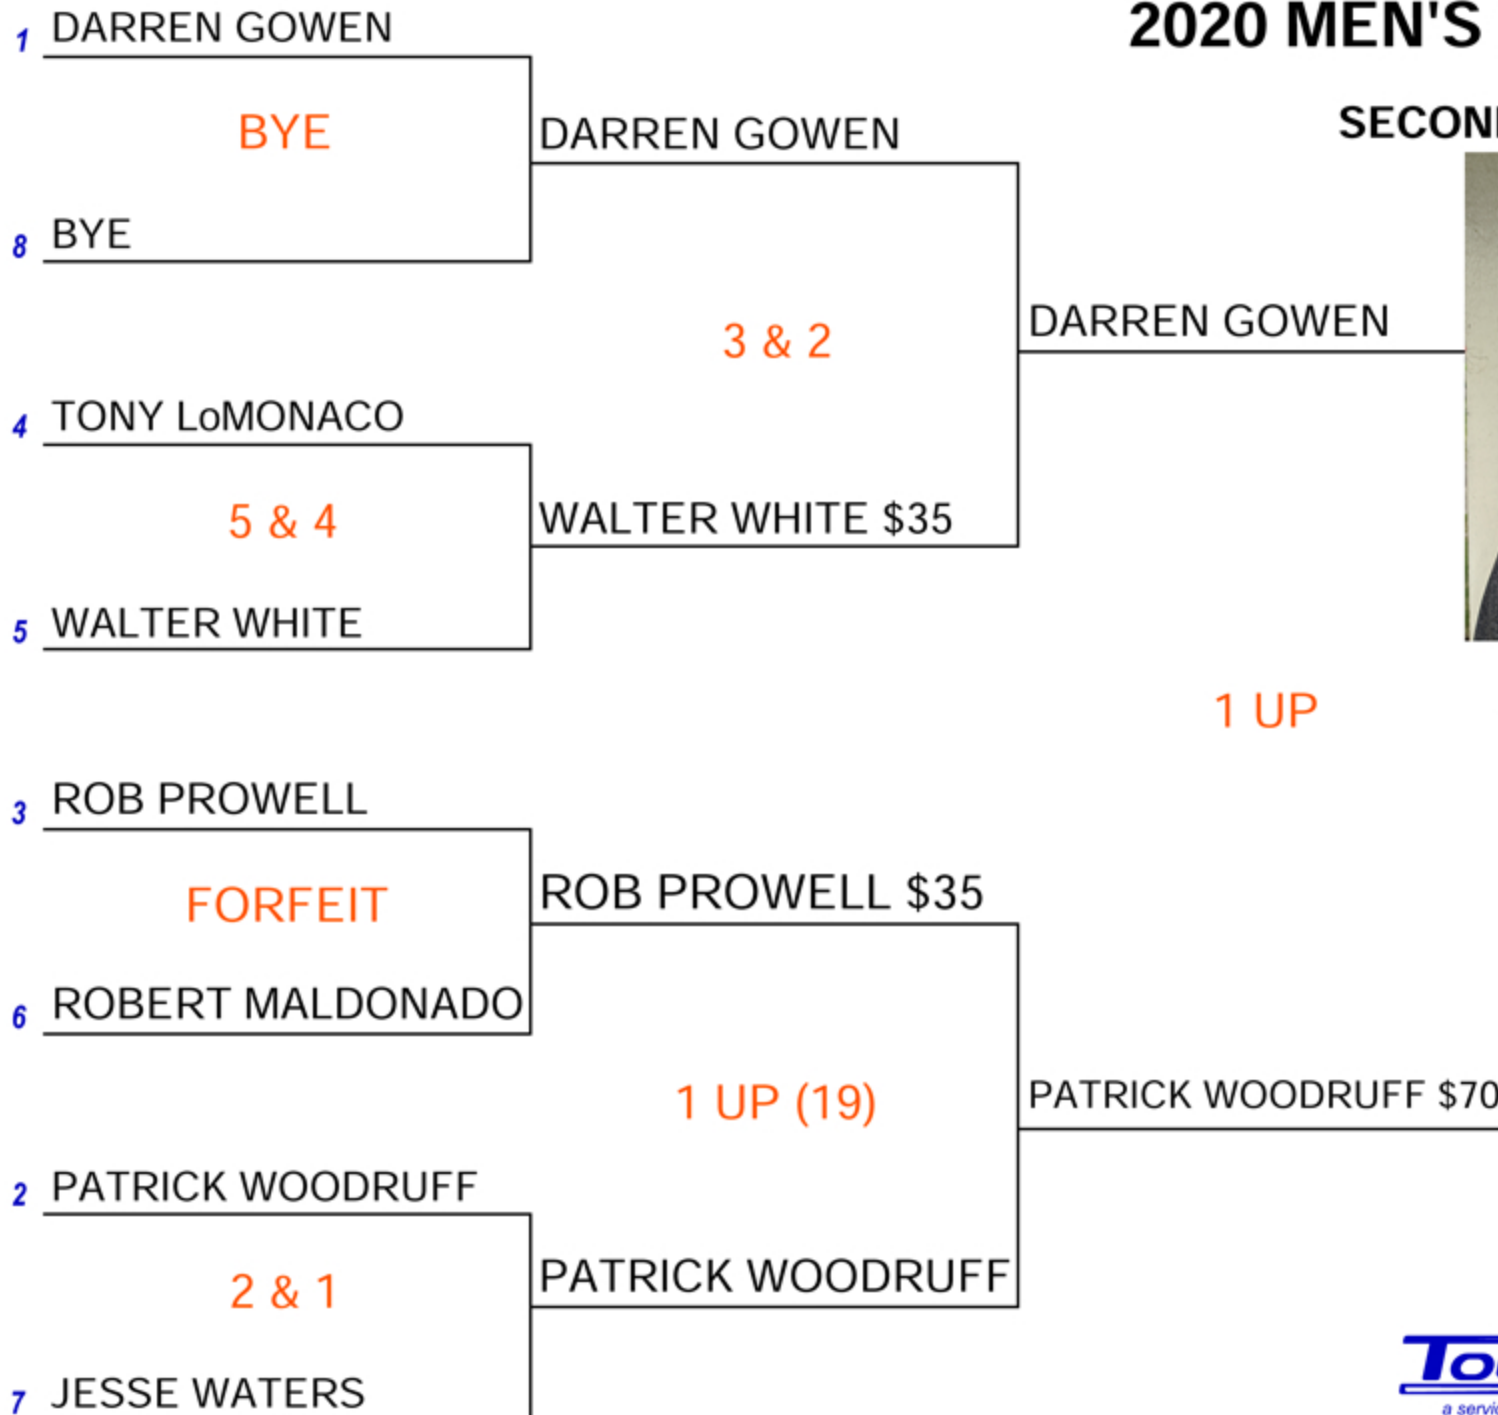 2020 MEN'S
1 DARREN GOWEN
BYE
DARREN GOWEN
8 BYE
3 & 2
DARREN GOWEN
4 TONY LoMONACO
5 & 4
WALTER WHITE $35
5 WALTER WHITE
1 UP
3 ROB PROWELL
FORFEIT
ROB PROWELL $35
6 ROBERT MALDONADO
1 UP (19)
PATRICK WOODRUFF $70
2 PATRICK WOODRUFF
2 & 1
PATRICK WOODRUFF
7 JESSE WATERS
a